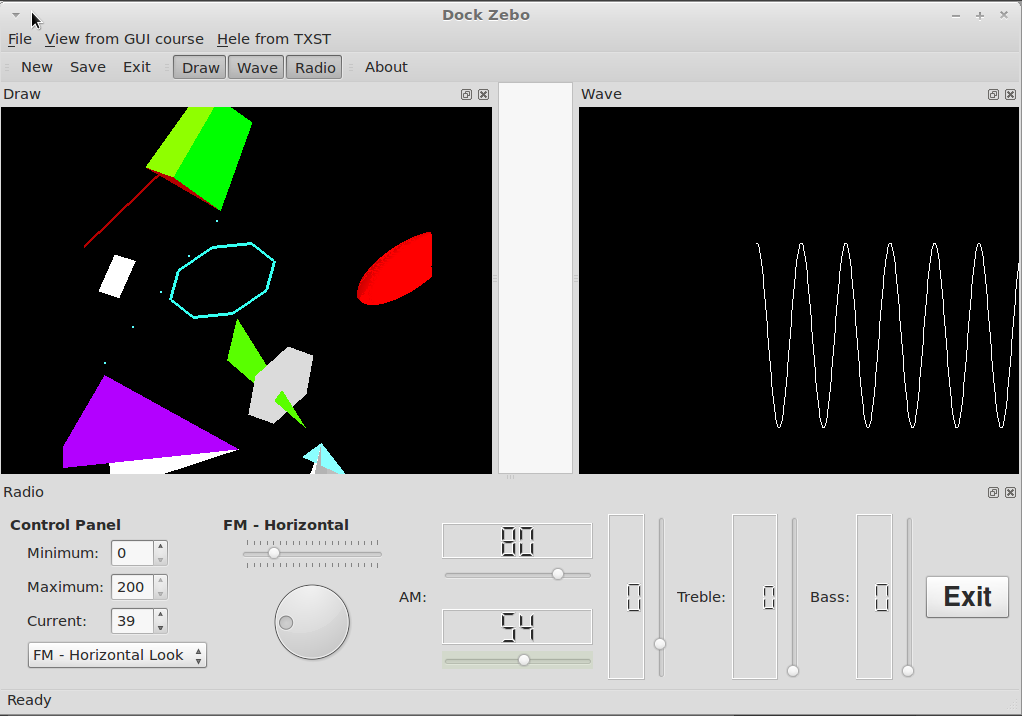 Dock Zebo
File View from GUI course Hele from TXST
New Save Exit Draw Wave Radio About
Draw
Wave
Radio
Control Panel
Minimum: 0
Maximum: 200
Current: 39
FM - Horizontal Look
FM - Horizontal
AM:
80
54
0
Treble: 0
Bass: 0
Exit
Ready